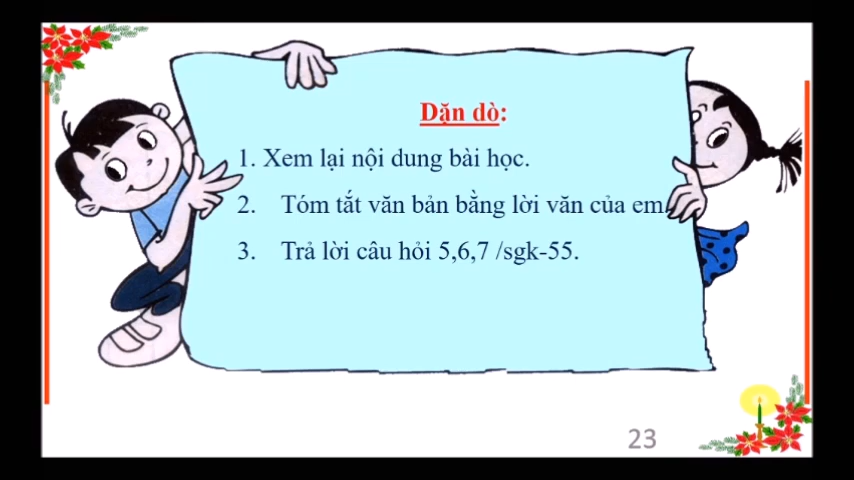 Dặn dò:
1. Xem lại nội dung bài học.
2. Tóm tắt văn bản bằng lời văn của em
3. Trả lời câu hỏi 5,6,7 /sgk-55.
23